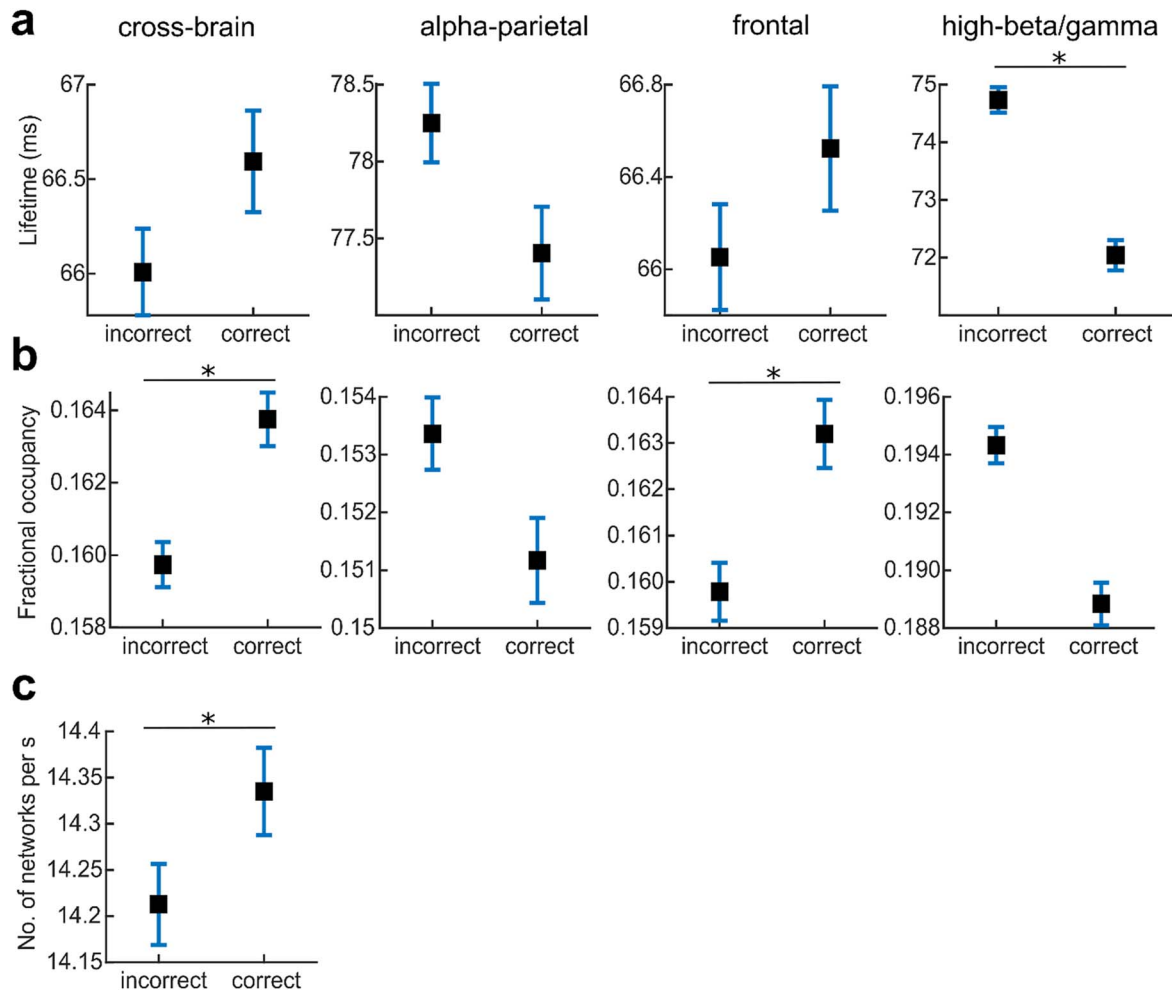 a
cross-brain alpha-parietal frontal high-beta/gamma
Lifetime (ms)
67
66.5
66
incorrect correct
78.5
78
77.5
incorrect correct
66.8
66.4
66
incorrect correct
*
75
74
73
72
incorrect correct
b
Fractional occupancy
*
0.164
0.162
0.160
0.158
incorrect correct
0.154
0.153
0.152
0.151
0.15
incorrect correct
*
0.164
0.163
0.162
0.161
0.160
0.159
incorrect correct
0.196
0.194
0.192
0.190
0.188
incorrect correct
c
No. of networks per s
*
14.4
14.35
14.3
14.25
14.2
14.15
incorrect correct